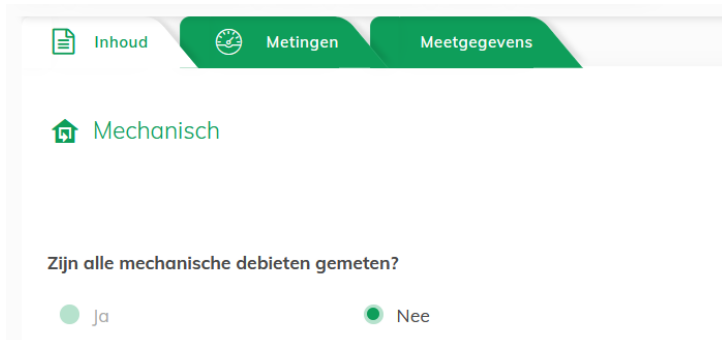 Inhoud Metingen Meetgegevens
Mechanisch
Zijn alle mechanische debieten gemeten?
Ja Nee